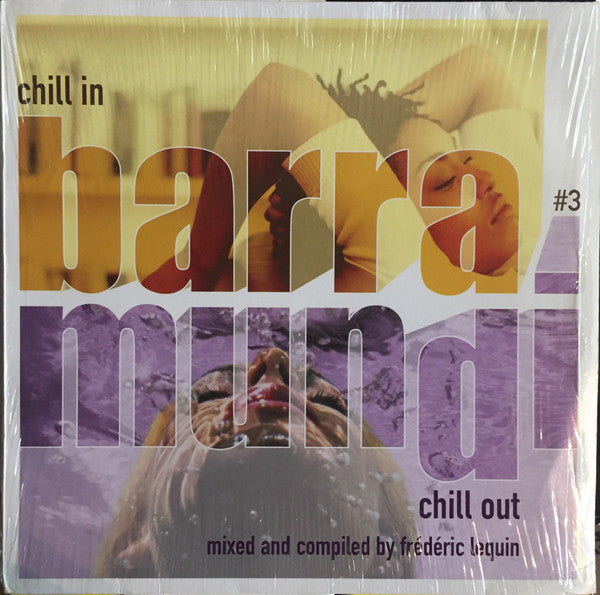 chill in
barra
#3
mundi
chill out
mixed and compiled by frédéric lequin